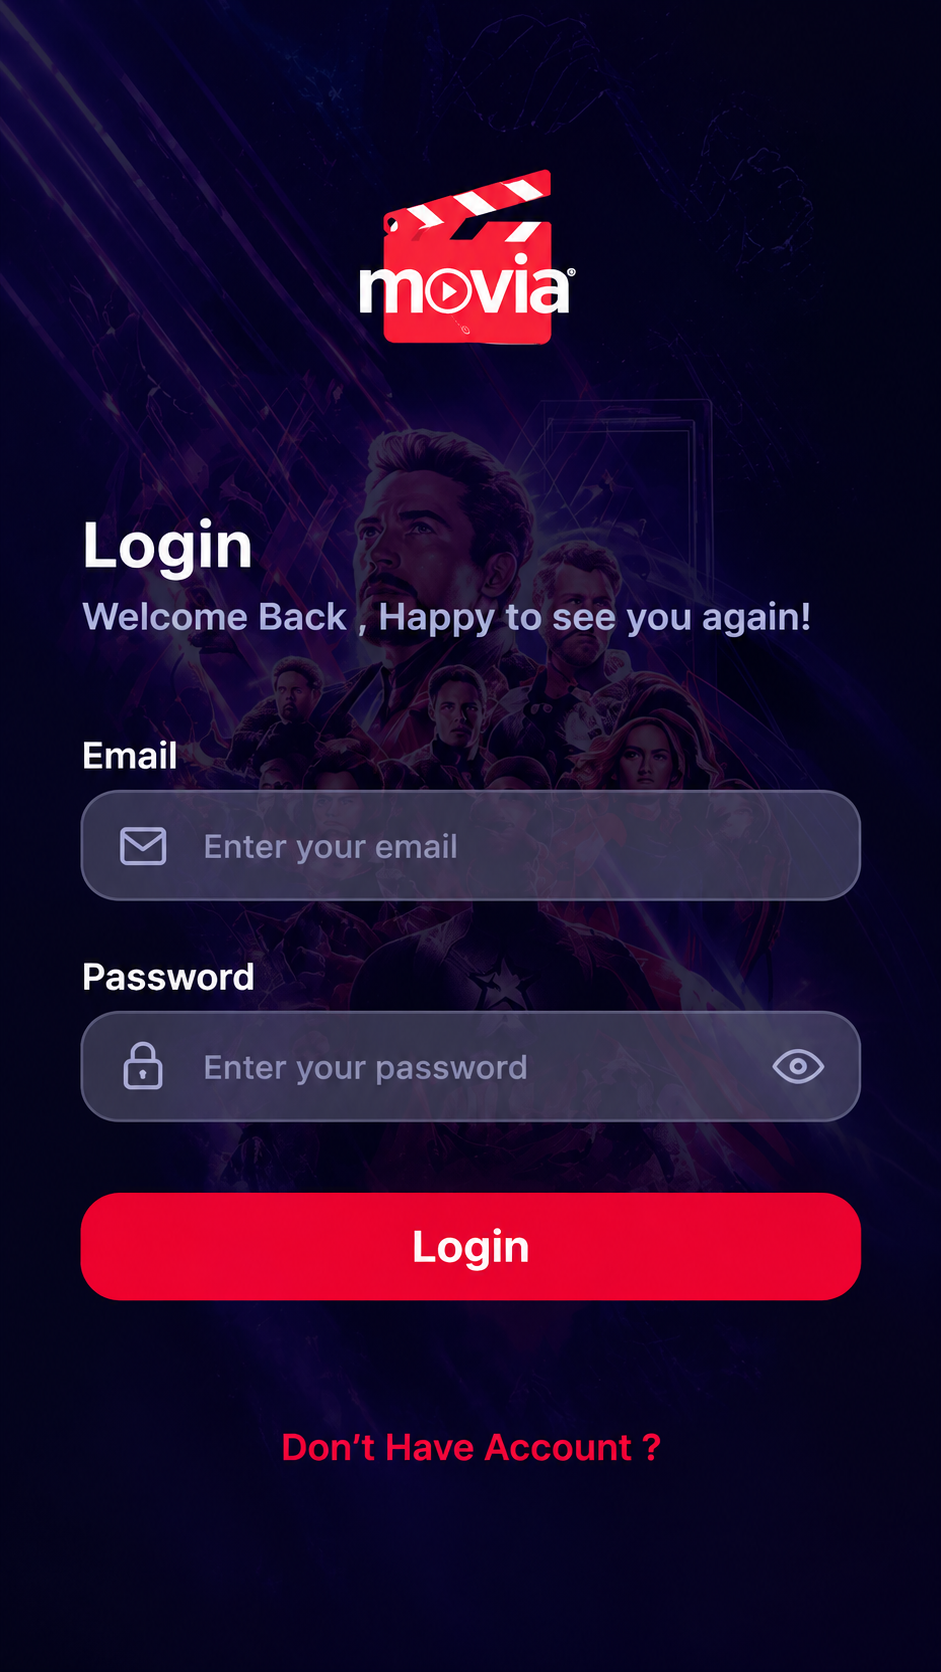 movia®
Login
Welcome Back , Happy to see you again!
Email
Enter your email
Password
Enter your password
Login
Don’t Have Account ?